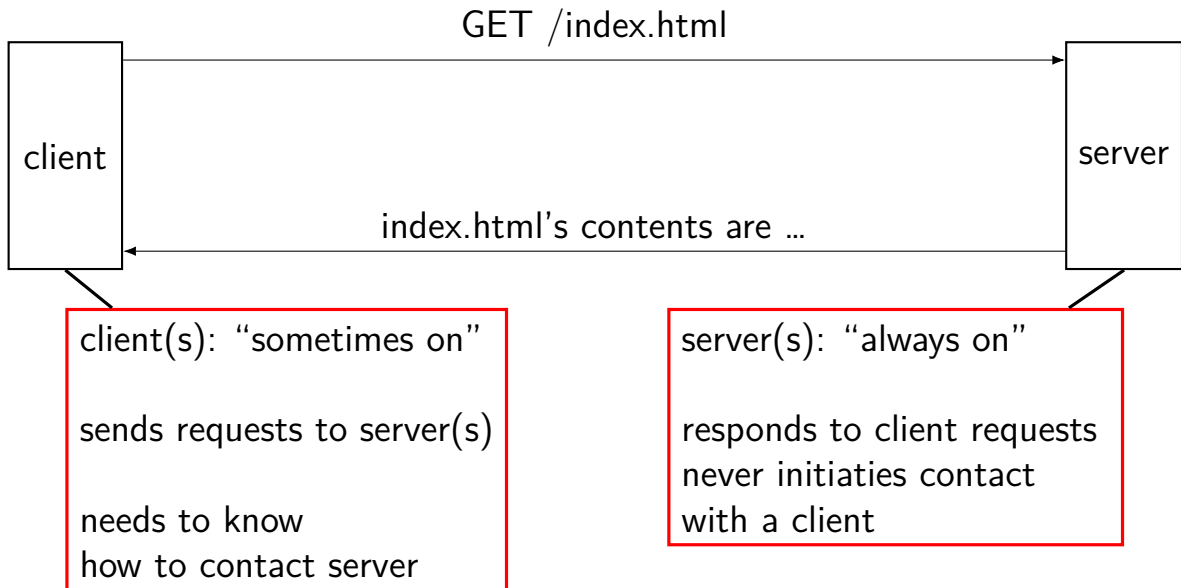 GET /index.html
client
server
index.html's contents are ...
client(s): “sometimes on”
sends requests to server(s)
needs to know
how to contact server
server(s): “always on”
responds to client requests
never initiaties contact
with a client